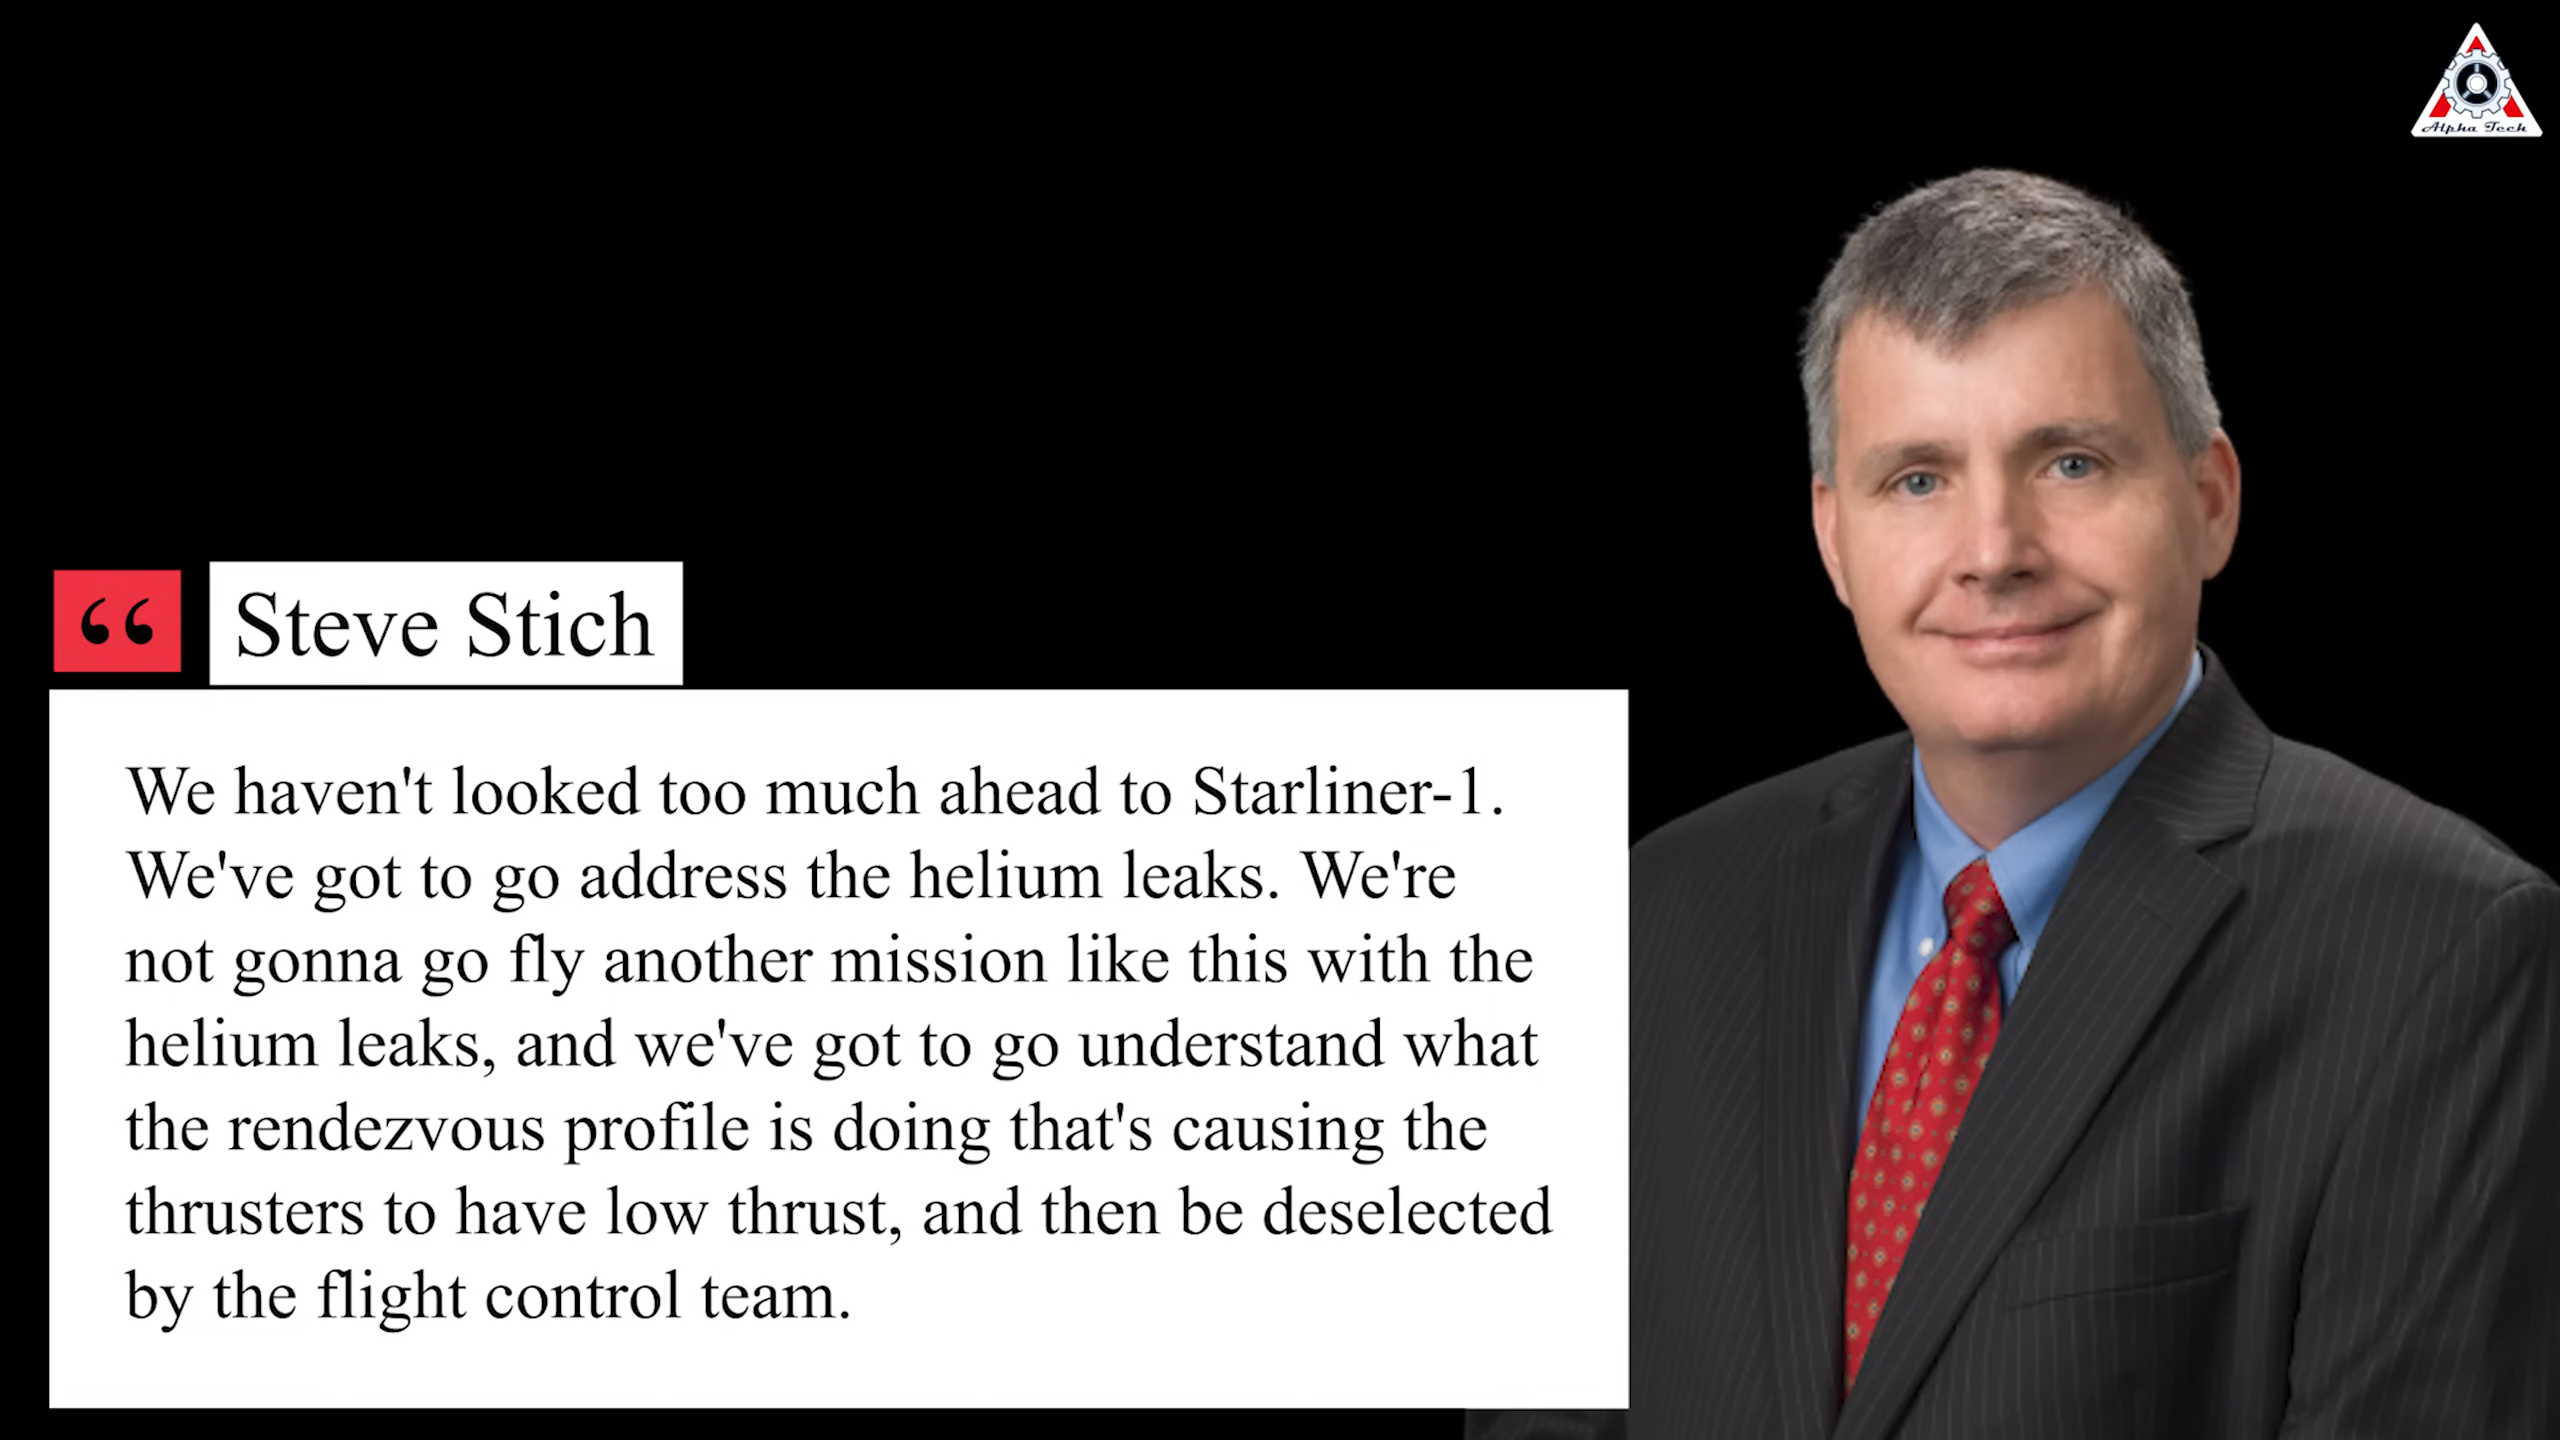 Alpha Tech
“
Steve Stich
We haven't looked too much ahead to Starliner-1.
We've got to go address the helium leaks. We're
not gonna go fly another mission like this with the
helium leaks, and we've got to go understand what
the rendezvous profile is doing that's causing the
thrusters to have low thrust, and then be deselected
by the flight control team.